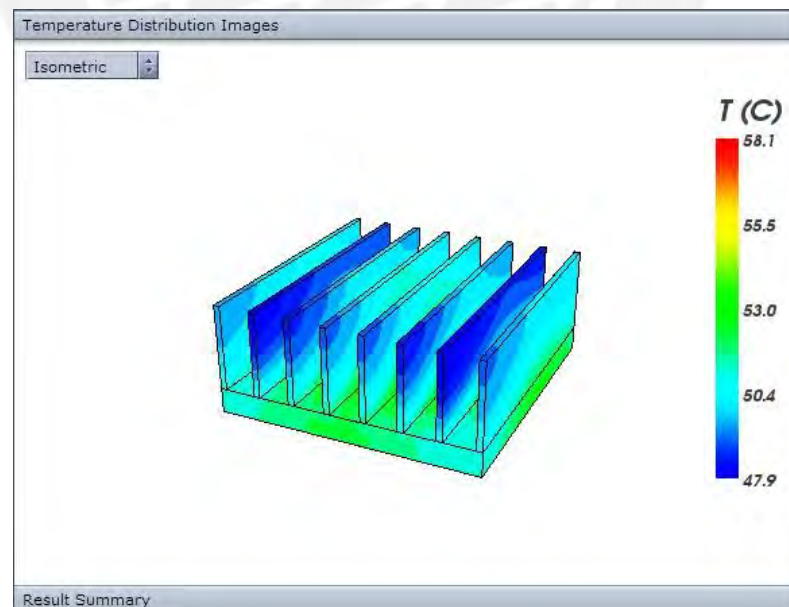 Temperature Distribution Images
Isometric
T (C)
58.1
55.5
53.0
50.4
47.9
Result Summary